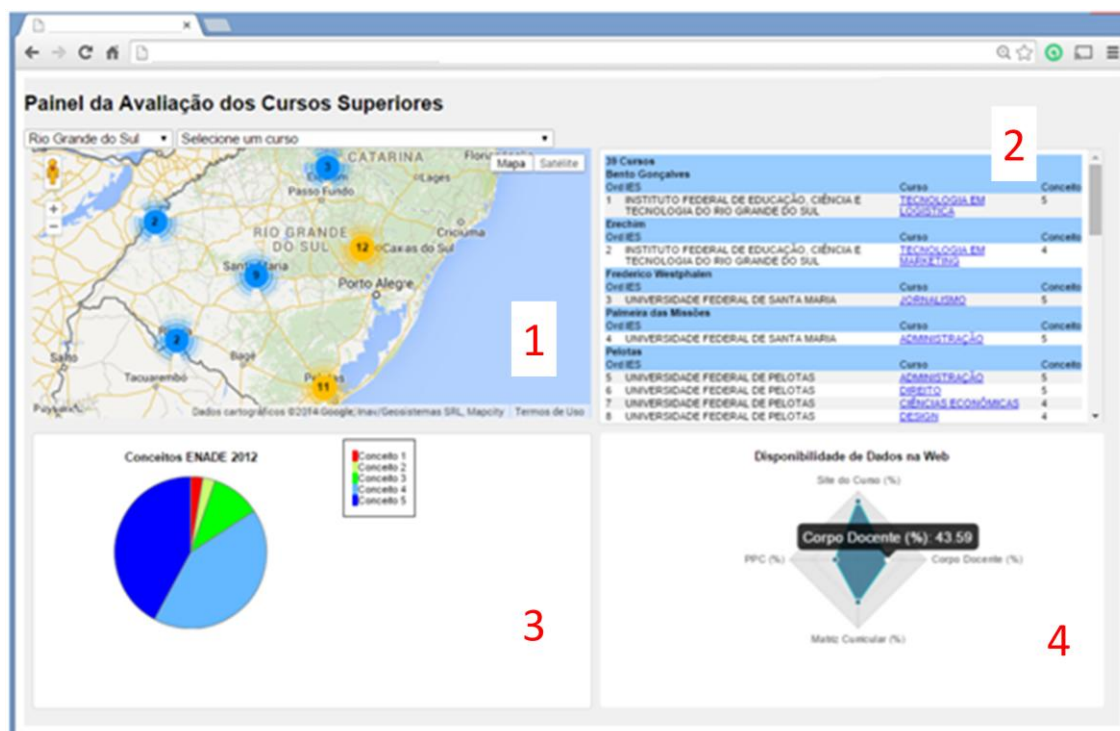 Painel da Avaliação dos Cursos Superiores
Rio Grande do Sul
Selecione um curso
CATARINA
Passo Fundo
Lages
Mapa
Satélite
3
2
RIO GRANDE
DO SUL
12
Caxias do Sul
Criciúma
Santa Maria
9
Porto Alegre
2
Bagé
Salto
Tacuarembó
11
Dados cartográficos ©2014 Google, Inav/Geosistemas SRL, Mapcity
Termos de Uso
1
2
39 Cursos
Bento Gonçalves
Ord IES Curso Conceito
1 INSTITUTO FEDERAL DE EDUCAÇÃO, CIÊNCIA E TECNOLOGIA EM 5
TECNOLOGIA DO RIO GRANDE DO SUL LOGÍSTICA
Erechim
Ord IES Curso Conceito
2 INSTITUTO FEDERAL DE EDUCAÇÃO, CIÊNCIA E TECNOLOGIA EM 4
TECNOLOGIA DO RIO GRANDE DO SUL MARKETING
Frederico Westphalen
Ord IES Curso Conceito
3 UNIVERSIDADE FEDERAL DE SANTA MARIA JORNALISMO 5
Palmeira das Missões
Ord IES Curso Conceito
4 UNIVERSIDADE FEDERAL DE SANTA MARIA ADMINISTRAÇÃO 5
Pelotas
Ord IES Curso Conceito
5 UNIVERSIDADE FEDERAL DE PELOTAS ADMINISTRAÇÃO 5
6 UNIVERSIDADE FEDERAL DE PELOTAS DIREITO 5
7 UNIVERSIDADE FEDERAL DE PELOTAS CIÊNCIAS ECONÔMICAS 4
8 UNIVERSIDADE FEDERAL DE PELOTAS DESIGN 4
Conceitos ENADE 2012
Conceito 1
Conceito 2
Conceito 3
Conceito 4
Conceito 5
3
Disponibilidade de Dados na Web
Site do Curso (%)
Corpo Docente (%): 43.59
PPC (%)
Corpo Docente (%)
Matriz Curricular (%)
4